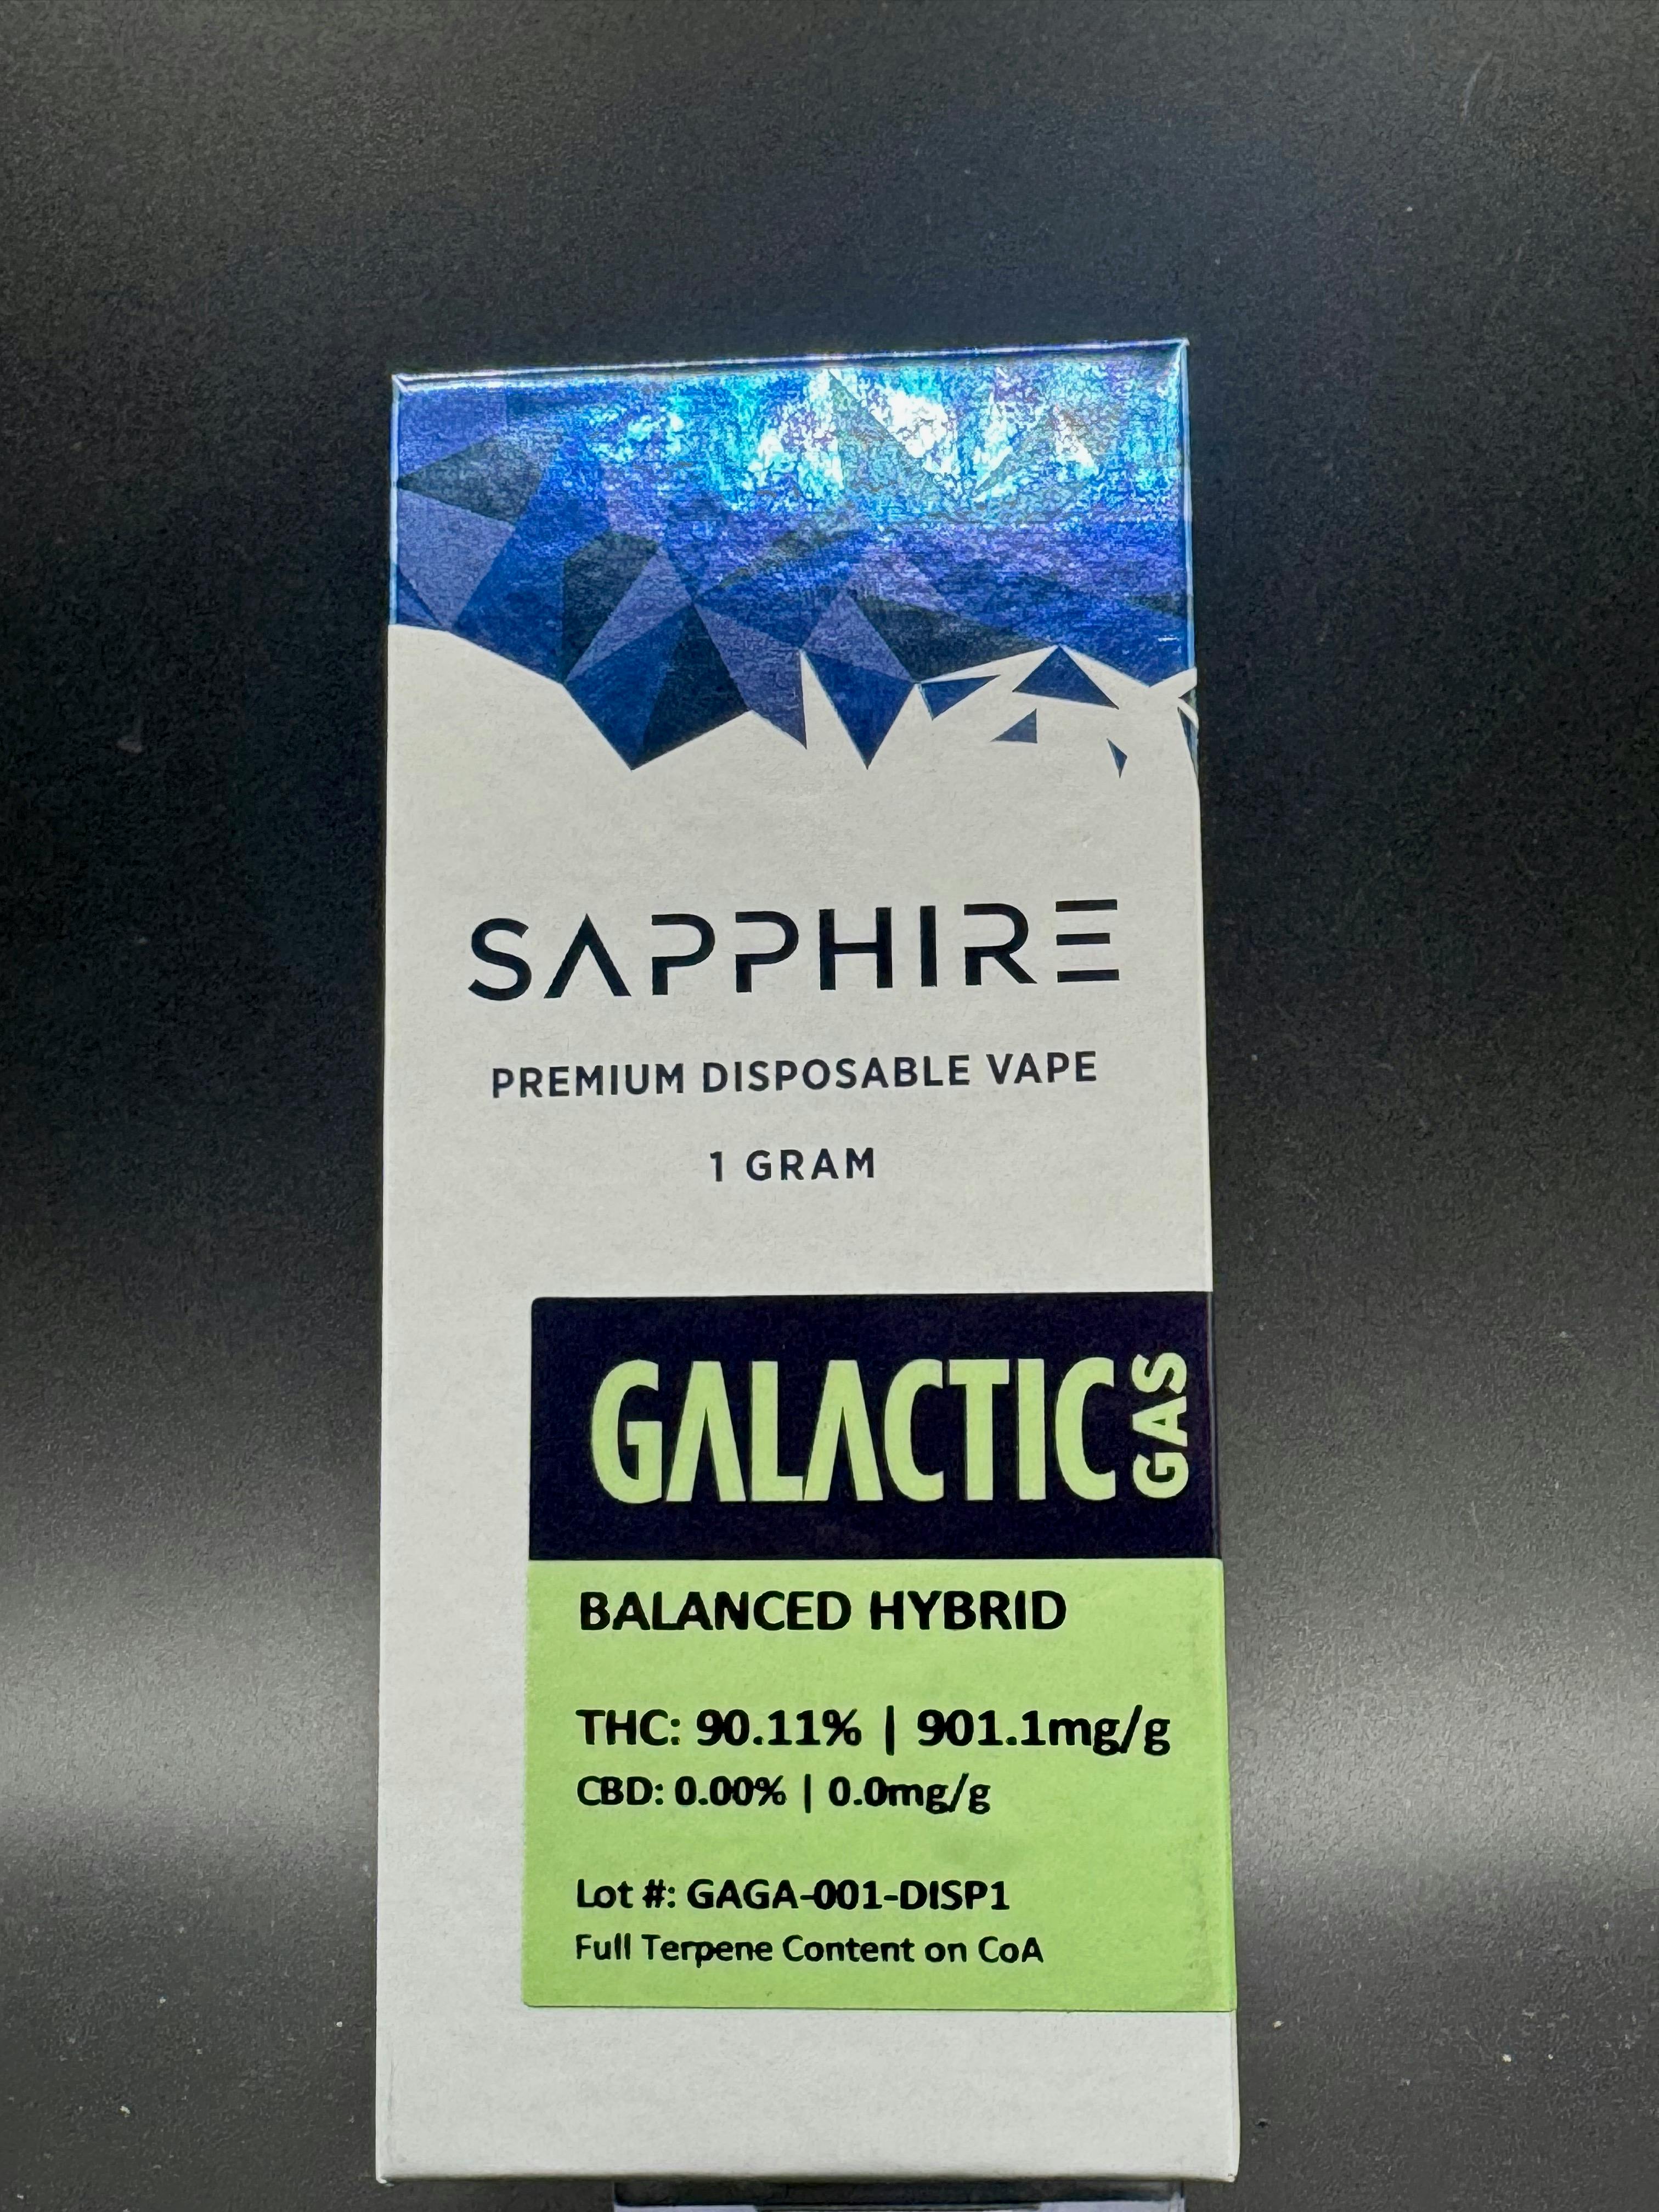 SAPPHIRE
PREMIUM DISPOSABLE VAPE
1 GRAM
GALACTIC GAS
BALANCED HYBRID
THC: 90.11% | 901.1mg/g
CBD: 0.00% | 0.0mg/g
Lot #: GAGA-001-DISP1
Full Terpene Content on CoA